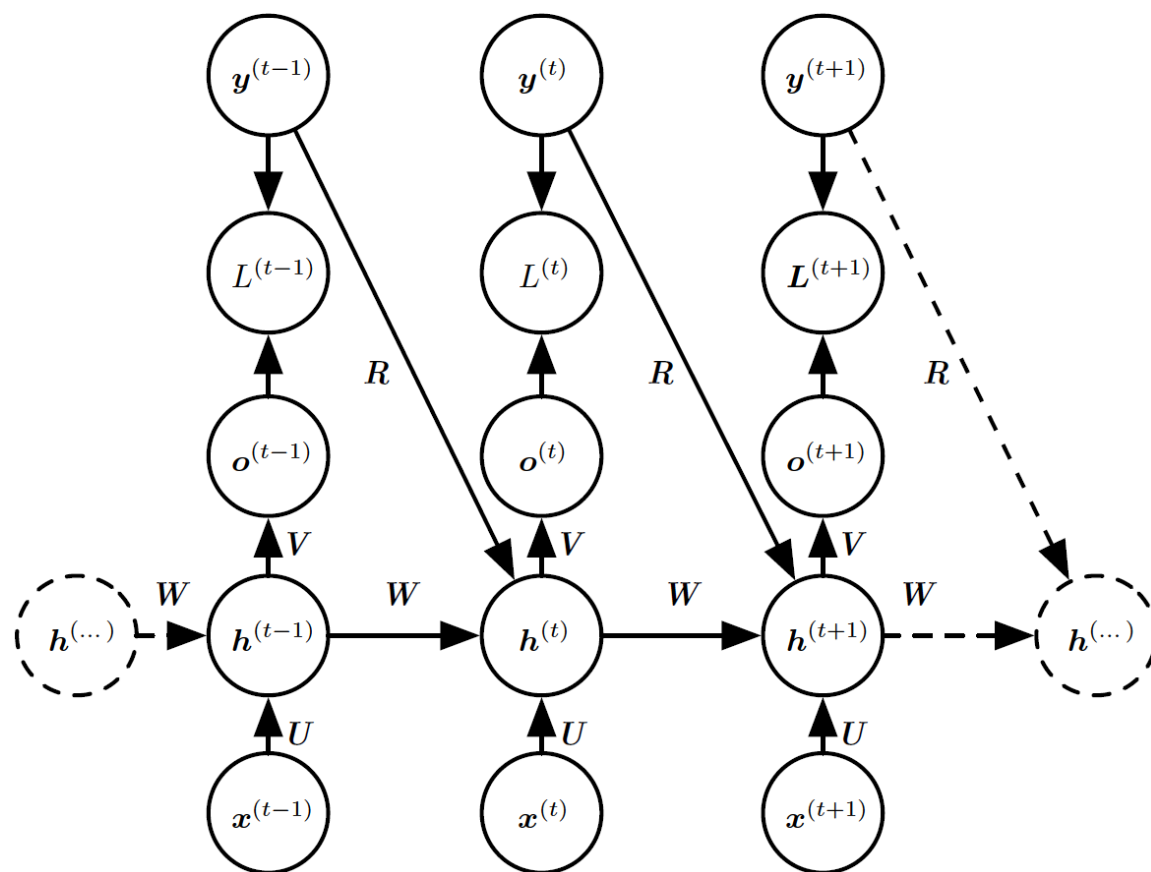 y^(t−1) y^(t) y^(t+1)
L^(t−1) L^(t) L^(t+1)
R R R
o^(t−1) o^(t) o^(t+1)
V V V
W W W W
h^(...) h^(t−1) h^(t) h^(t+1) h^(...)
U U U
x^(t−1) x^(t) x^(t+1)